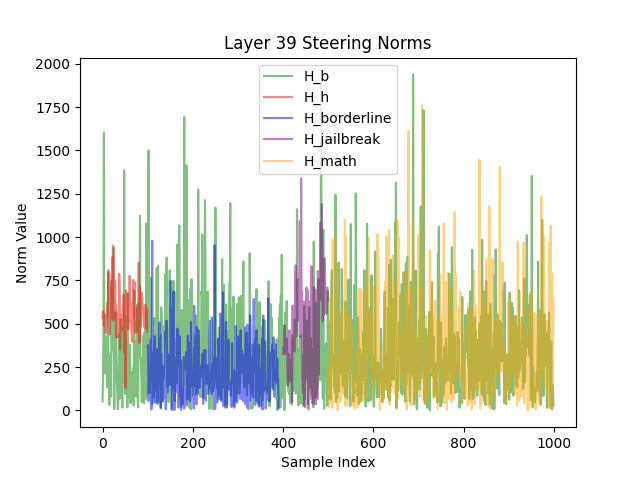 Layer 39 Steering Norms
H_b
H_h
H_borderline
H_jailbreak
H_math
Norm Value
2000
1750
1500
1250
1000
750
500
250
0
0 200 400 600 800 1000
Sample Index